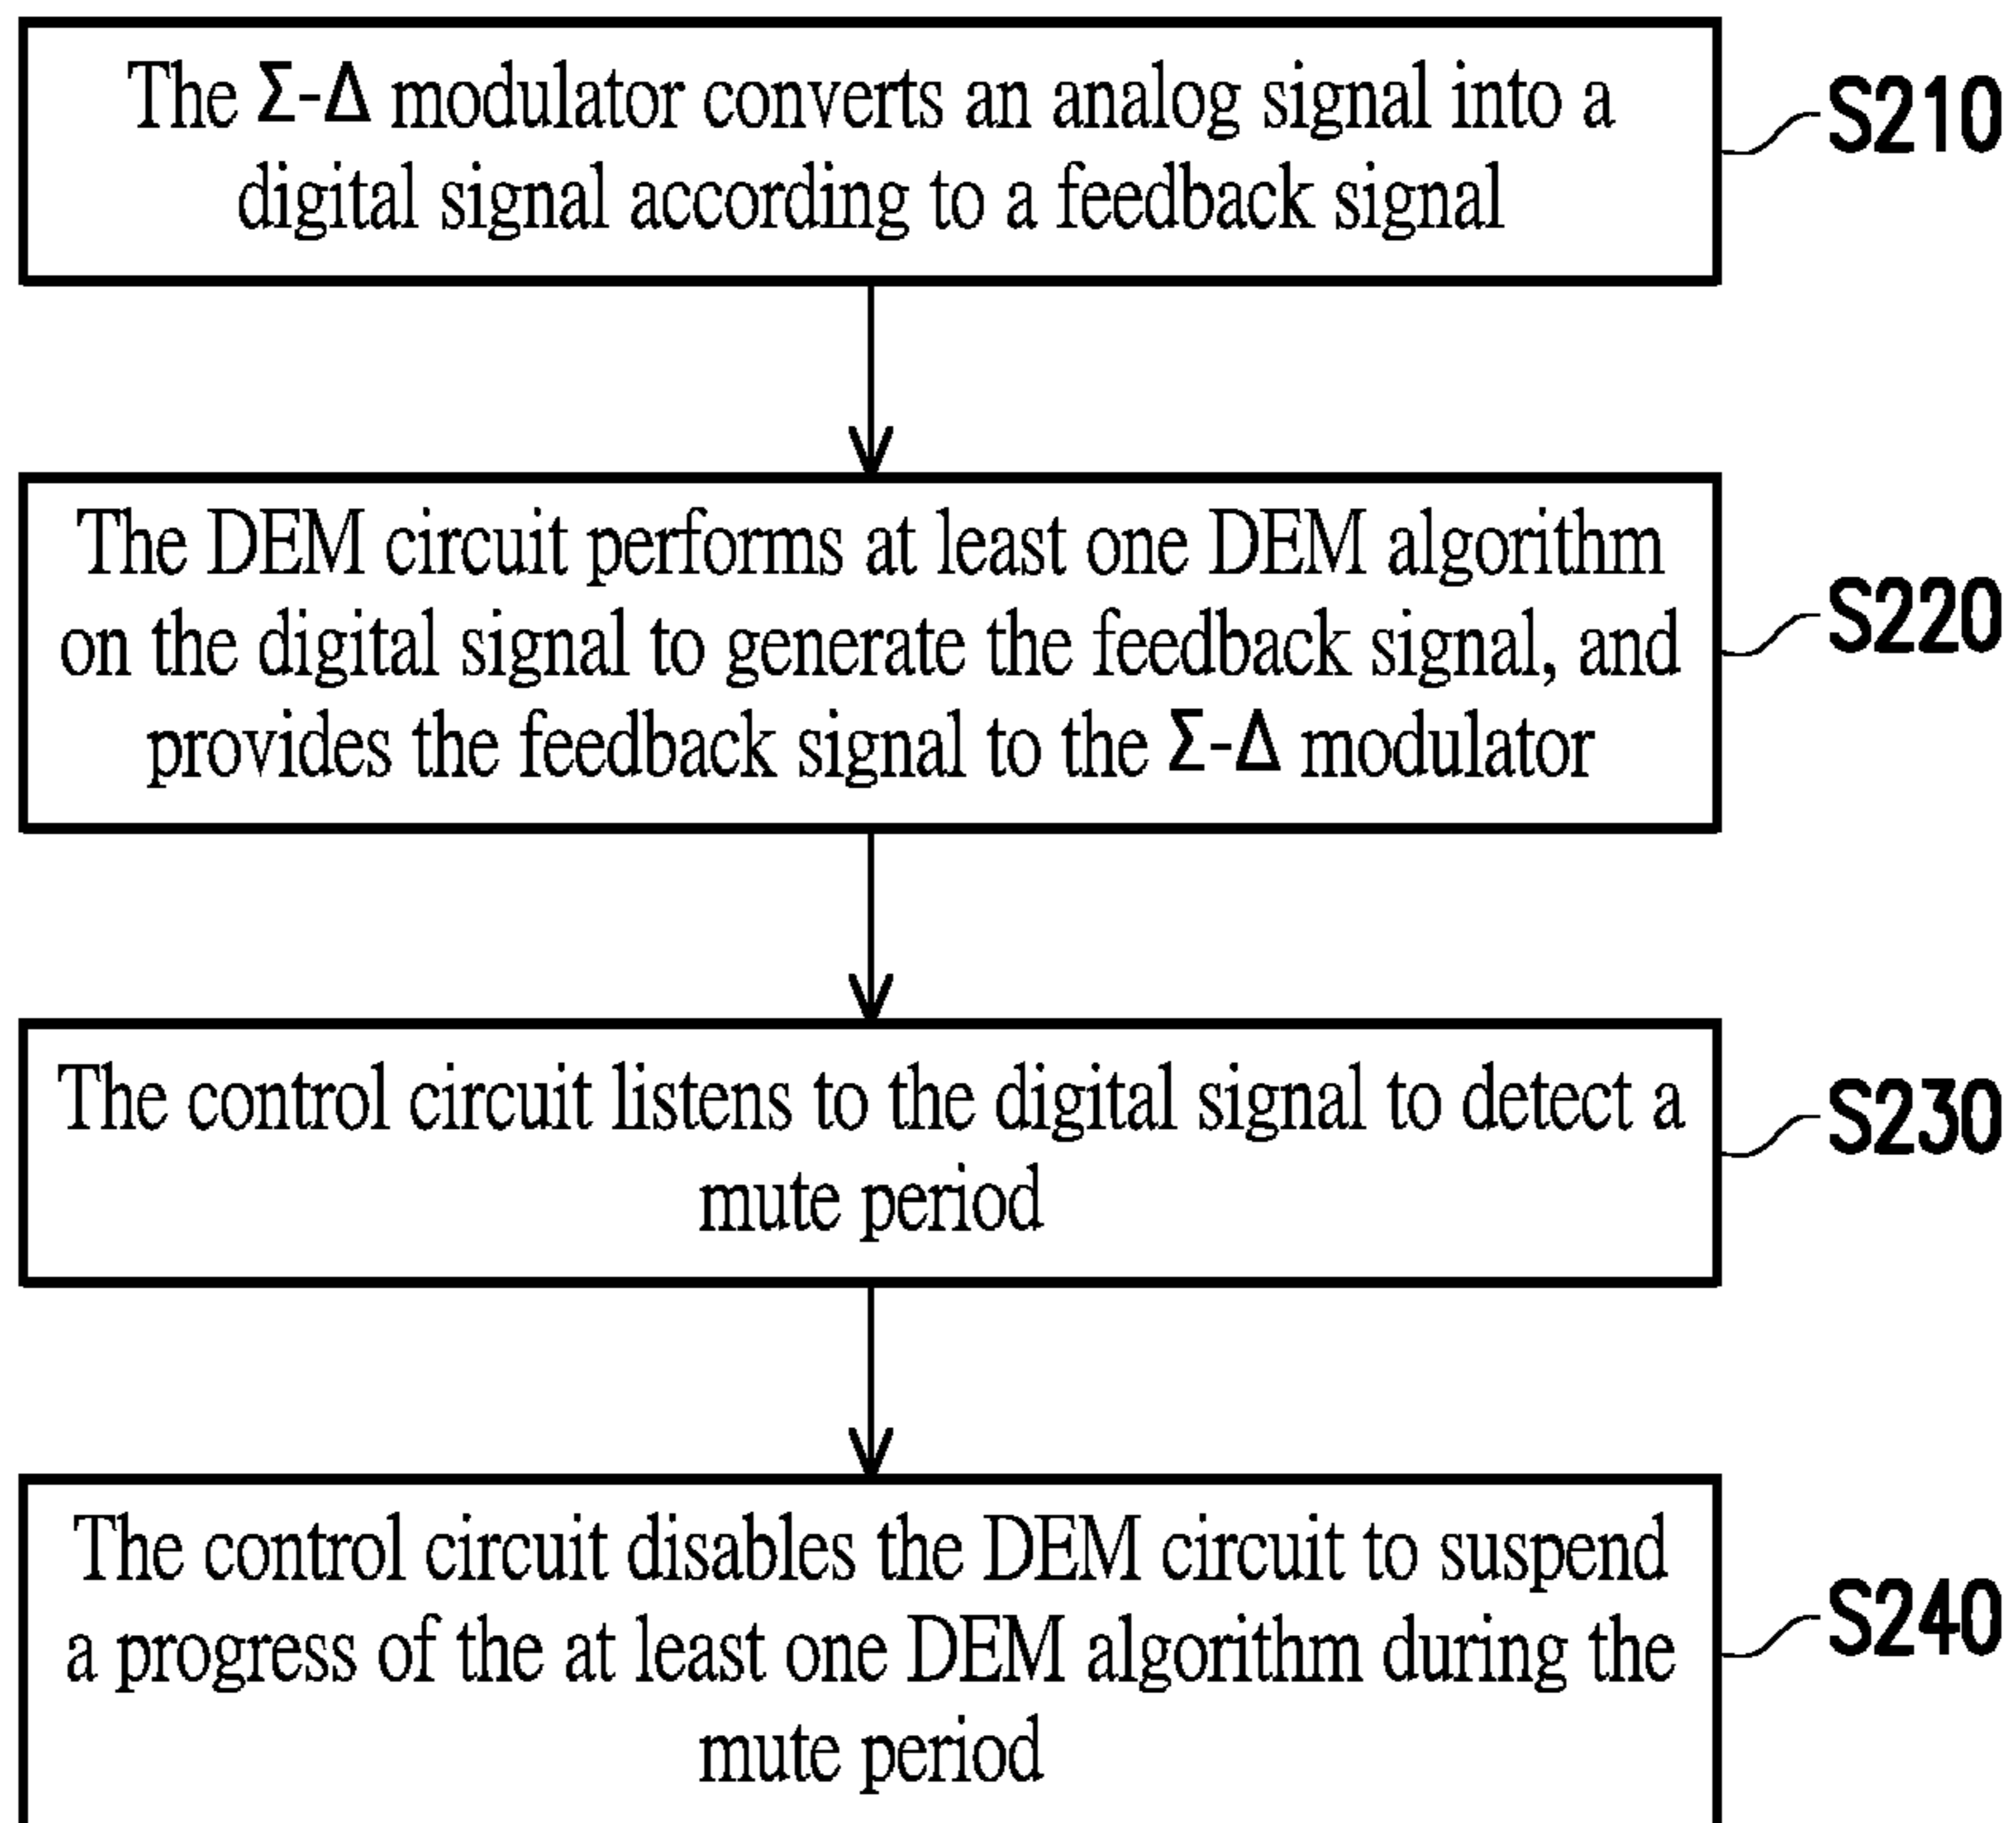 The Σ-Δ modulator converts an analog signal into a
digital signal according to a feedback signal
S210
The DEM circuit performs at least one DEM algorithm
on the digital signal to generate the feedback signal, and
provides the feedback signal to the Σ-Δ modulator
S220
The control circuit listens to the digital signal to detect a
mute period
S230
The control circuit disables the DEM circuit to suspend
a progress of the at least one DEM algorithm during the
mute period
S240